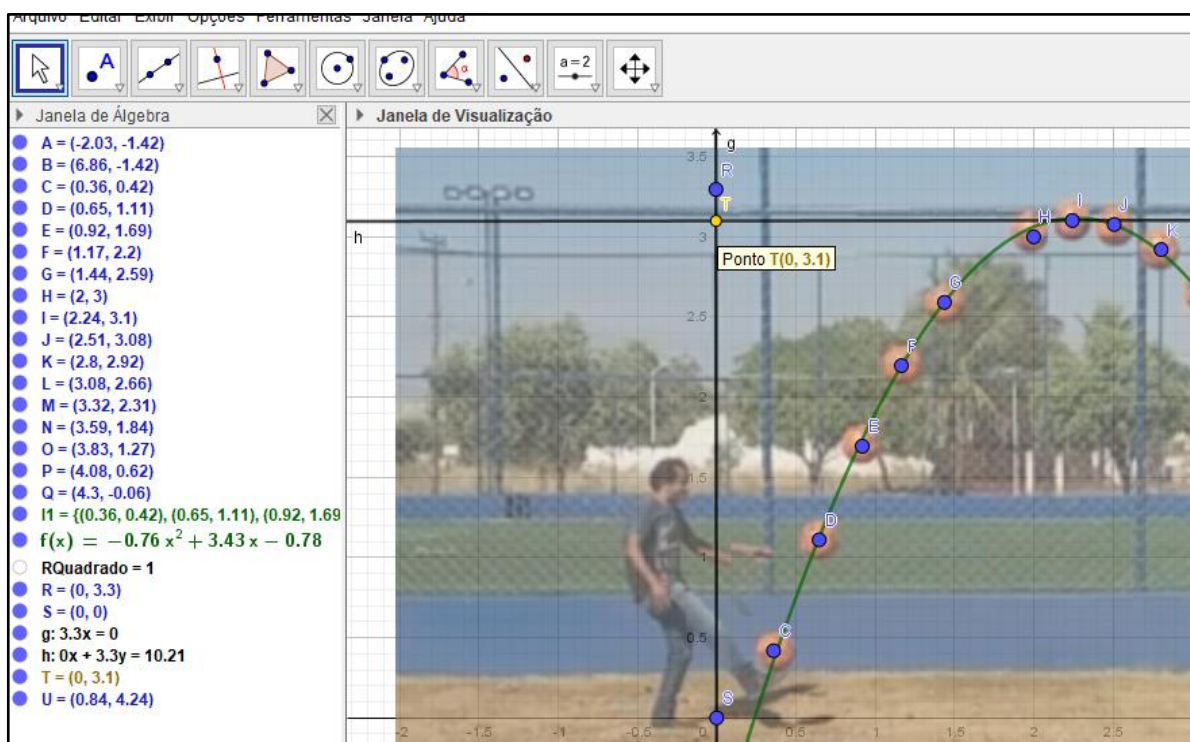 Arquivo Editar Exibir Opções Ferramentas Janela Ajuda
A
α
a = 2
Janela de Álgebra
Janela de Visualização
A = (-2.03, -1.42)
B = (6.86, -1.42)
C = (0.36, 0.42)
D = (0.65, 1.11)
E = (0.92, 1.69)
F = (1.17, 2.2)
G = (1.44, 2.59)
H = (2, 3)
I = (2.24, 3.1)
J = (2.51, 3.08)
K = (2.8, 2.92)
L = (3.08, 2.66)
M = (3.32, 2.31)
N = (3.59, 1.84)
O = (3.83, 1.27)
P = (4.08, 0.62)
Q = (4.3, -0.06)
l1 = {(0.36, 0.42), (0.65, 1.11), (0.92, 1.69
f(x) = −0.76 x² + 3.43 x − 0.78
RQuadrado = 1
R = (0, 3.3)
S = (0, 0)
g: 3.3x = 0
h: 0x + 3.3y = 10.21
T = (0, 3.1)
U = (0.84, 4.24)
3.5
g
R
T
H
I
J
K
h
3
Ponto T(0, 3.1)
G
2.5
F
2
E
1.5
D
1
C
0.5
S
-2
-1.5
-1
-0.5
0
0.5
1
1.5
2
2.5